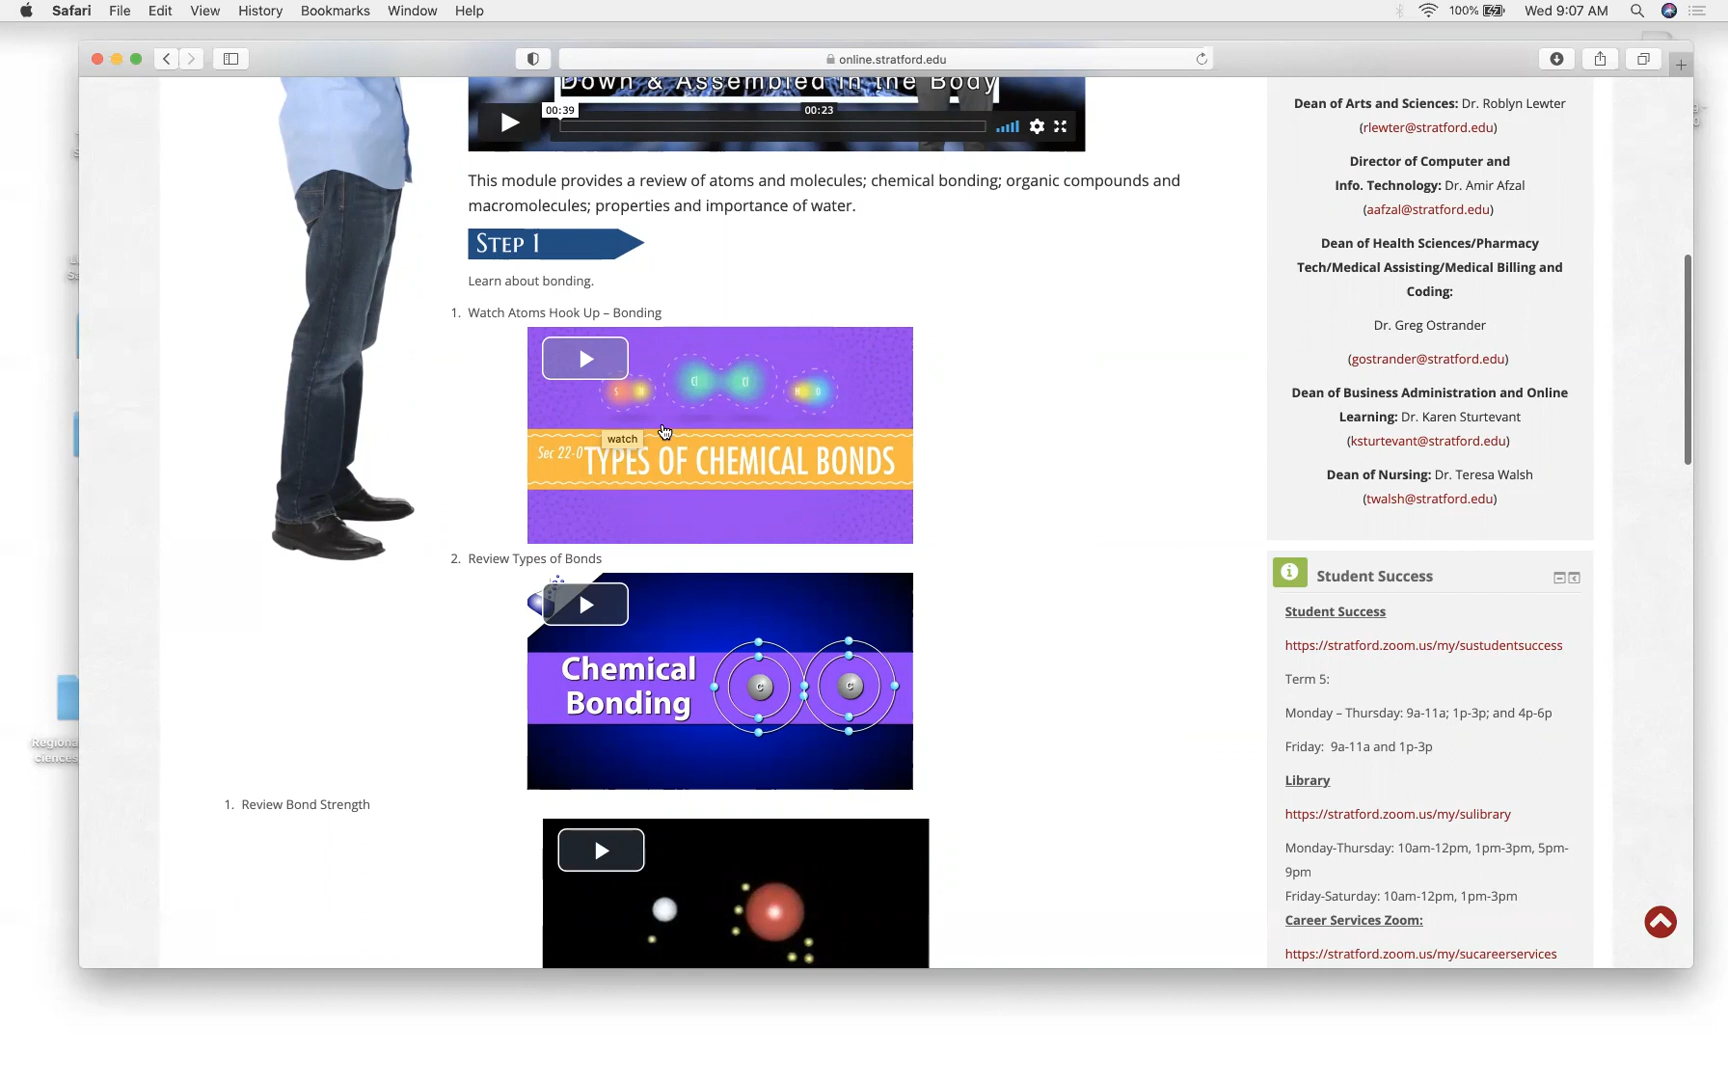 Safari File Edit View History Bookmarks Window Help
100% Wed 9:07 AM
online.stratford.edu
Down & Assembled in the Body
00:39
00:23
This module provides a review of atoms and molecules; chemical bonding; organic compounds and
macromolecules; properties and importance of water.
STEP 1
Learn about bonding.
1. Watch Atoms Hook Up – Bonding
S N Cl Cl N O
watch
Sec 22-0 TYPES OF CHEMICAL BONDS
2. Review Types of Bonds
Chemical
Bonding
C C
1. Review Bond Strength
Dean of Arts and Sciences: Dr. Roblyn Lewter
(rlewter@stratford.edu)
Director of Computer and
Info. Technology: Dr. Amir Afzal
(aafzal@stratford.edu)
Dean of Health Sciences/Pharmacy
Tech/Medical Assisting/Medical Billing and
Coding:
Dr. Greg Ostrander
(gostrander@stratford.edu)
Dean of Business Administration and Online
Learning: Dr. Karen Sturtevant
(ksturtevant@stratford.edu)
Dean of Nursing: Dr. Teresa Walsh
(twalsh@stratford.edu)
Student Success
Student Success
https://stratford.zoom.us/my/sustudentsuccess
Term 5:
Monday – Thursday: 9a-11a; 1p-3p; and 4p-6p
Friday: 9a-11a and 1p-3p
Library
https://stratford.zoom.us/my/sulibrary
Monday-Thursday: 10am-12pm, 1pm-3pm, 5pm-
9pm
Friday-Saturday: 10am-12pm, 1pm-3pm
Career Services Zoom:
https://stratford.zoom.us/my/sucareerservices
Regiona
ciences